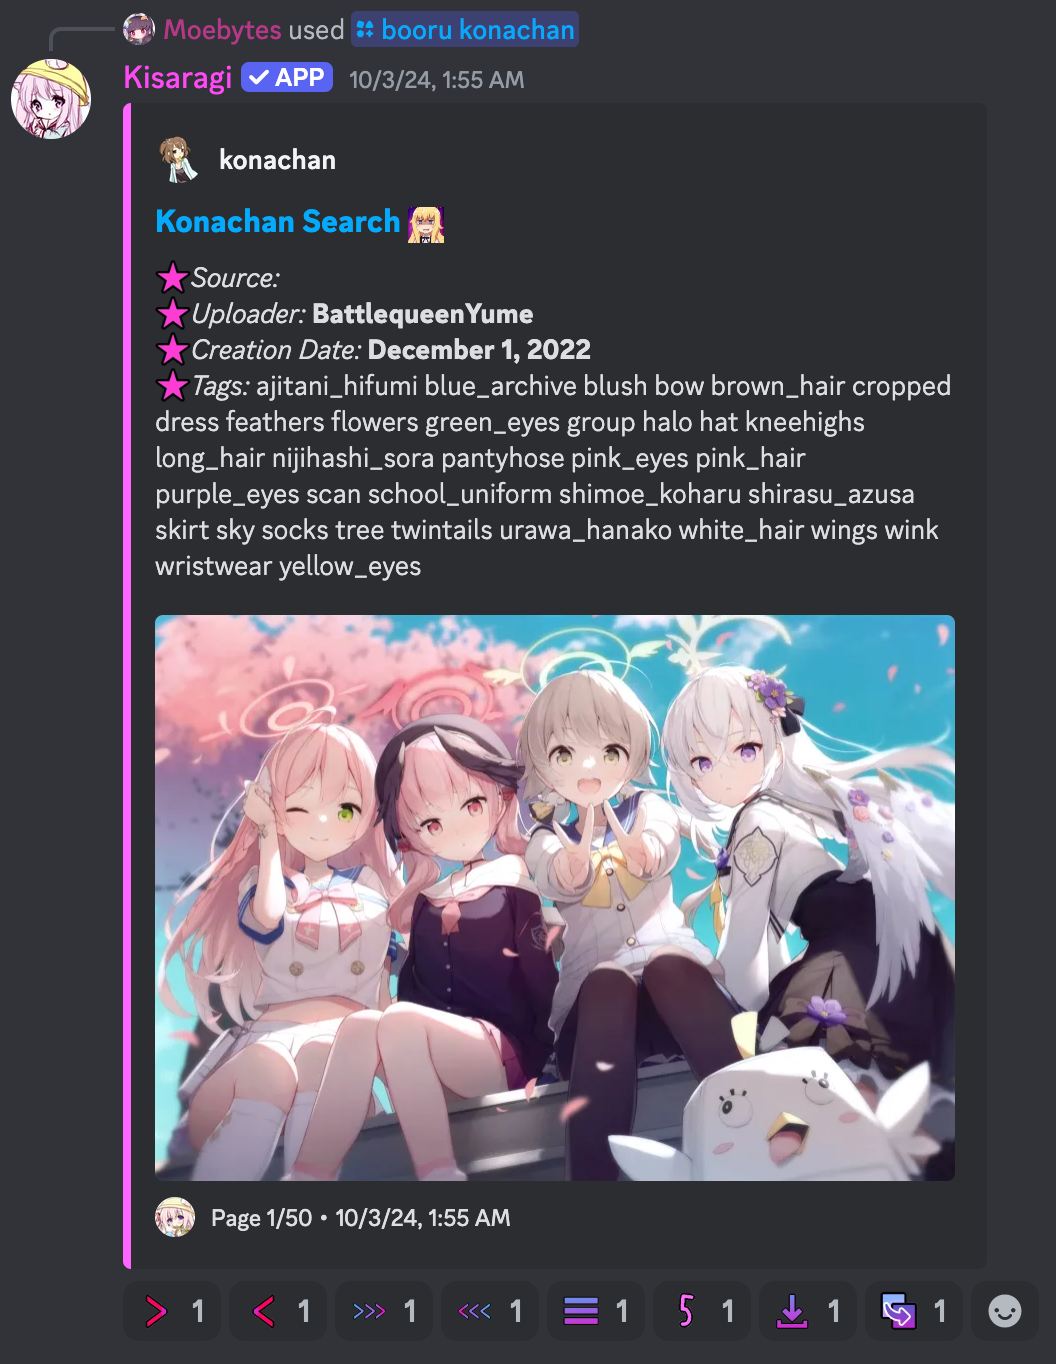 Moebytes used booru konachan
Kisaragi ✓ APP 10/3/24, 1:55 AM
konachan
Konachan Search
Source:
Uploader: BattlequeenYume
Creation Date: December 1, 2022
Tags: ajitani_hifumi blue_archive blush bow brown_hair cropped
dress feathers flowers green_eyes group halo hat kneehighs
long_hair nijihashi_sora pantyhose pink_eyes pink_hair
purple_eyes scan school_uniform shimoe_koharu shirasu_azusa
skirt sky socks tree twintails urawa_hanako white_hair wings wink
wristwear yellow_eyes
Page 1/50 • 10/3/24, 1:55 AM
1 1 1 1 1 5 1 1 1